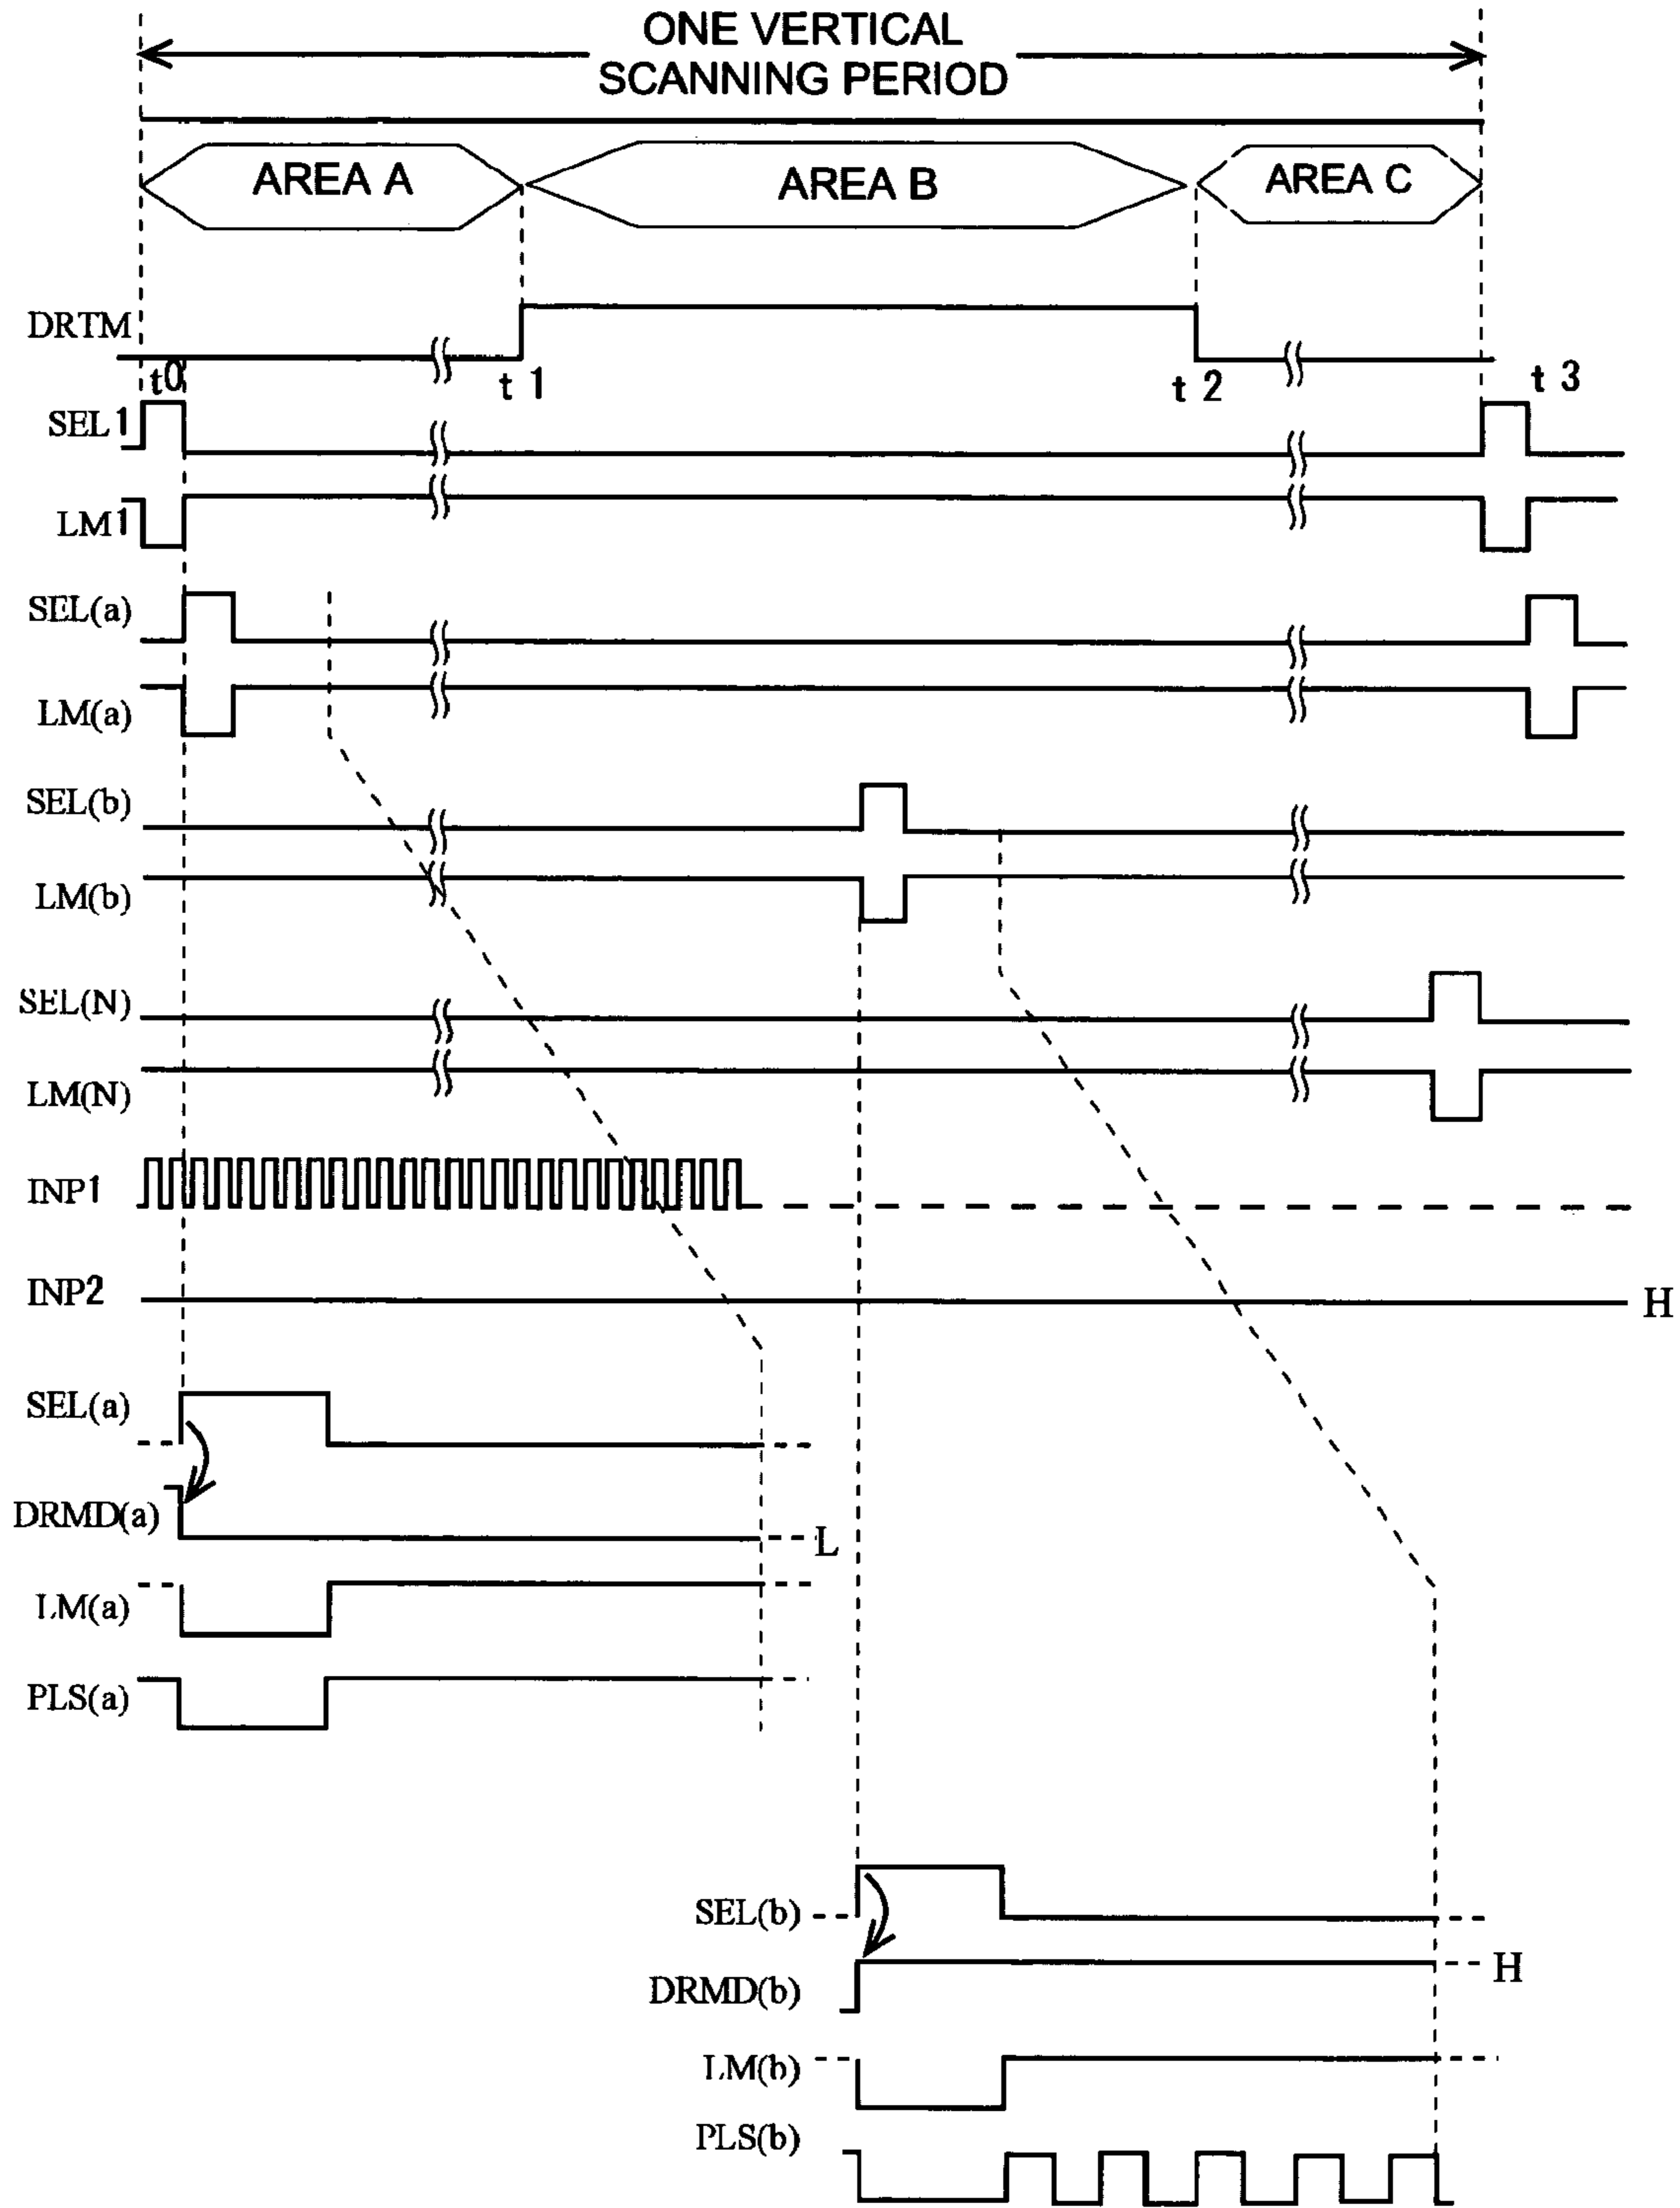 ONE VERTICAL
SCANNING PERIOD
AREA A
AREA B
AREA C
DRTM
t0
t 1
t 2
t 3
SEL1
LM1
SEL(a)
LM(a)
SEL(b)
LM(b)
SEL(N)
LM(N)
INP1
INP2
H
SEL(a)
DRMD(a)
L
LM(a)
PLS(a)
SEL(b)
DRMD(b)
H
LM(b)
PLS(b)